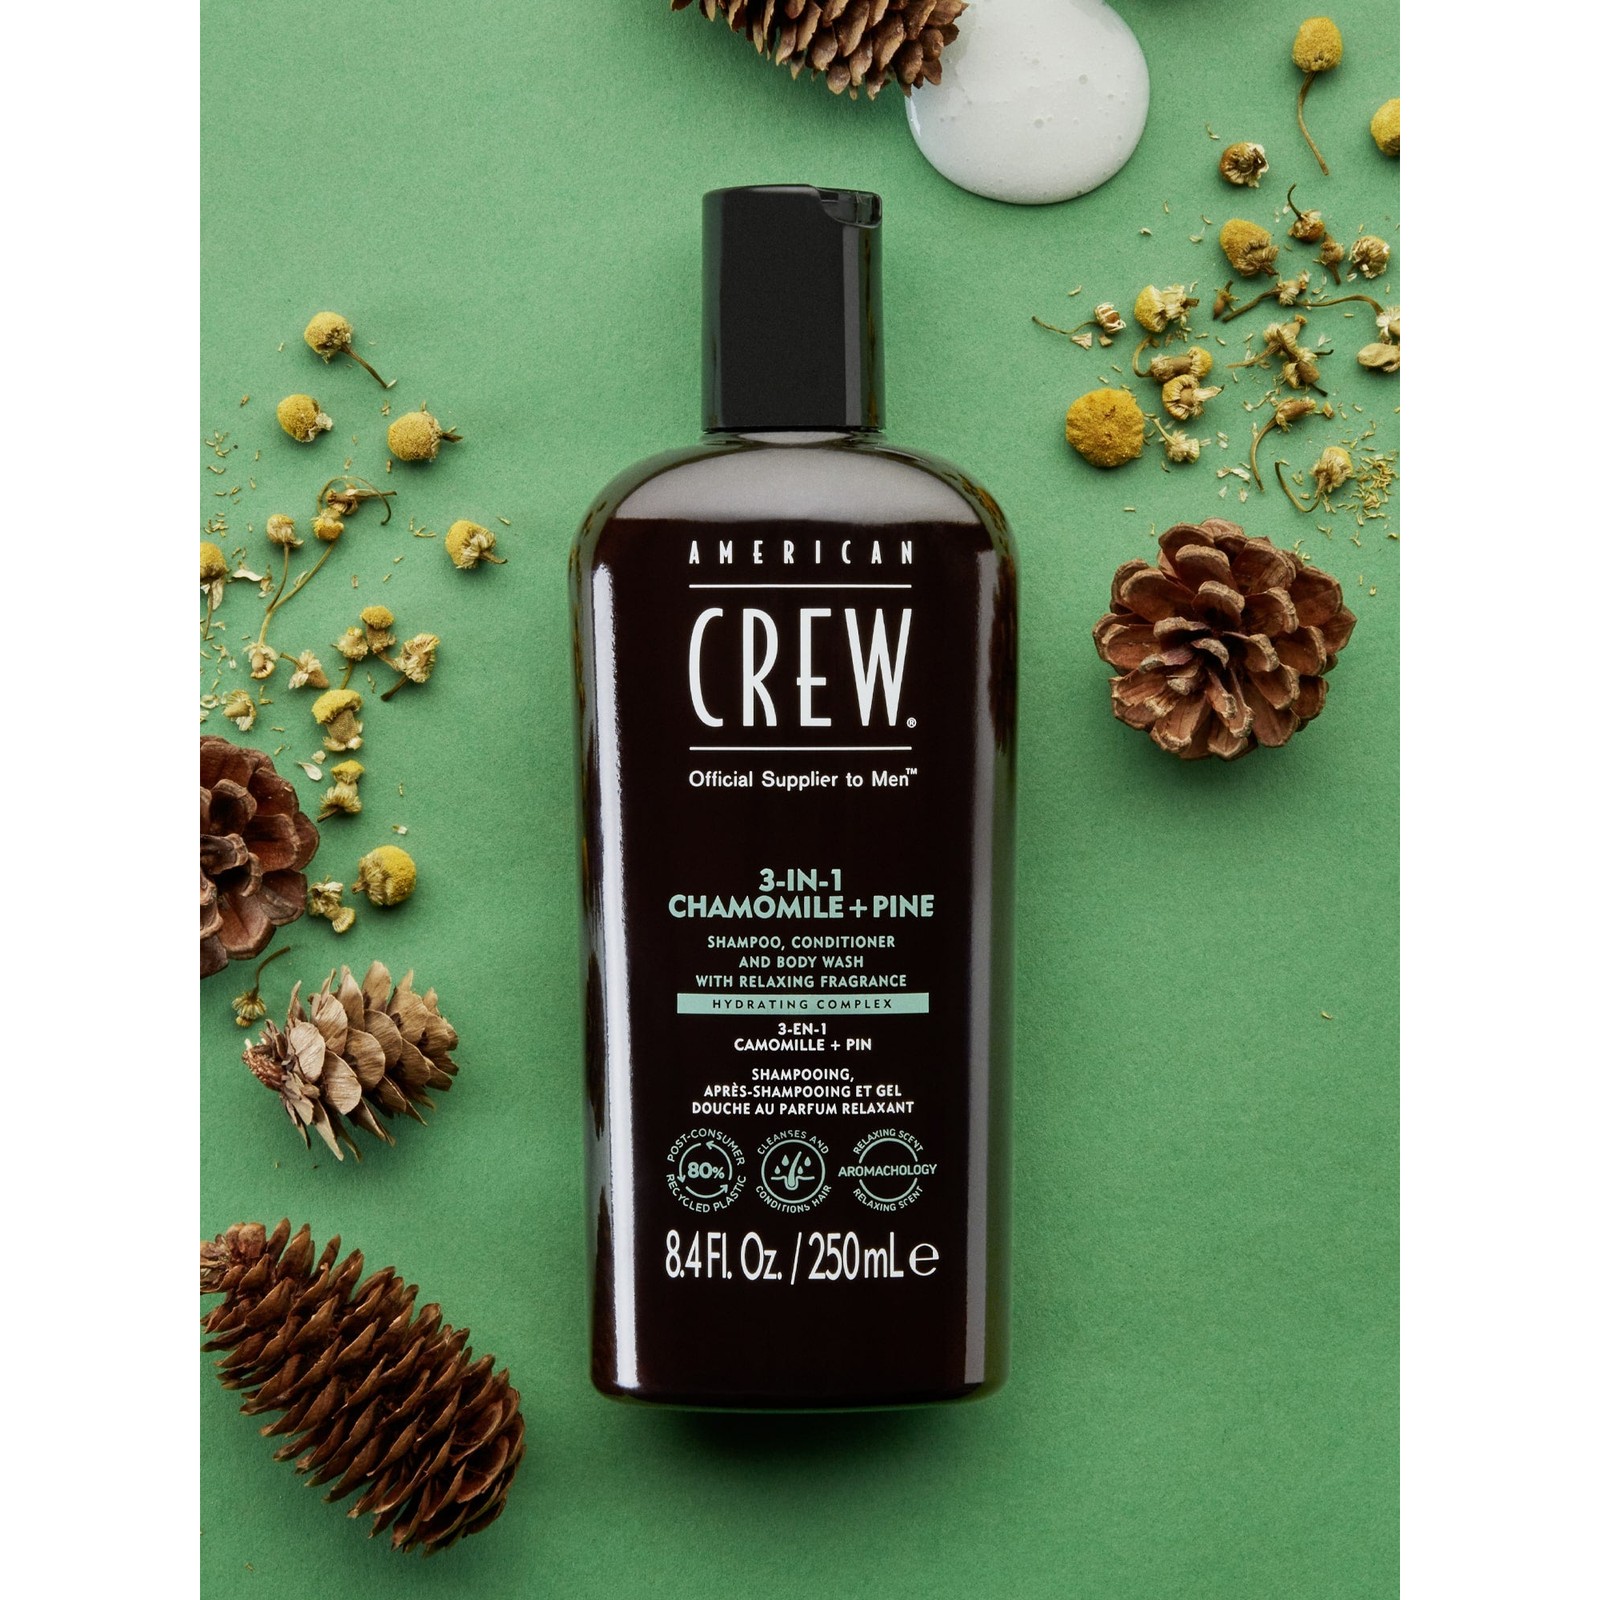 AMERICAN
CREW®
Official Supplier to Men™
3-IN-1
CHAMOMILE + PINE
SHAMPOO, CONDITIONER
AND BODY WASH
WITH RELAXING FRAGRANCE
HYDRATING COMPLEX
3-EN-1
CAMOMILLE + PIN
SHAMPOOING,
APRÈS-SHAMPOOING ET GEL
DOUCHE AU PARFUM RELAXANT
POST-CONSUMER
80%
RECYCLED PLASTIC
CLEANSES AND
CONDITIONS HAIR
RELAXING SCENT
AROMACHOLOGY
RELAXING SCENT
8.4 Fl. Oz. / 250 mL e